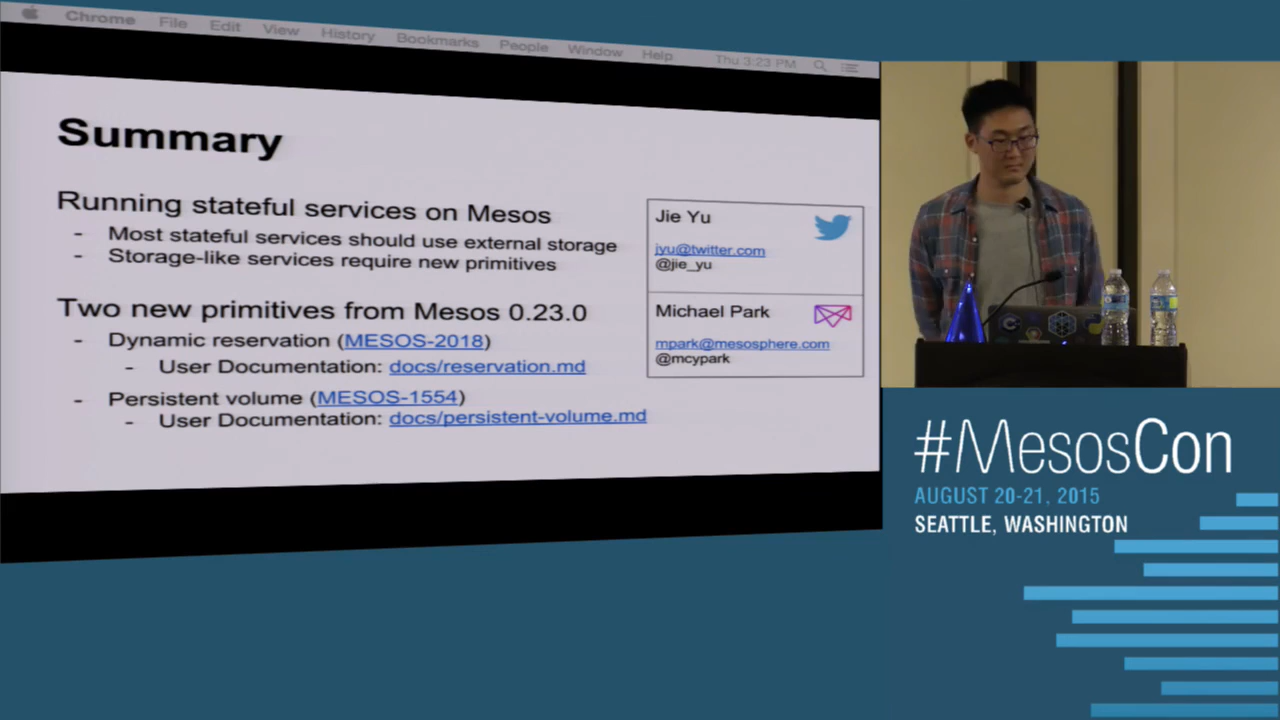 Chrome File Edit View History Bookmarks People Window Help Thu 3:23 PM
Summary
Running stateful services on Mesos
- Most stateful services should use external storage
- Storage-like services require new primitives
Two new primitives from Mesos 0.23.0
- Dynamic reservation (MESOS-2018)
- User Documentation: docs/reservation.md
- Persistent volume (MESOS-1554)
- User Documentation: docs/persistent-volume.md
Jie Yu
jyu@twitter.com
@jie_yu
Michael Park
mpark@mesosphere.com
@mcypark
#MesosCon
AUGUST 20-21, 2015
SEATTLE, WASHINGTON